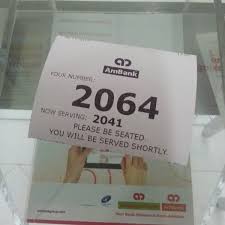 AmBank
YOUR NUMBER:
2064
NOW SERVING: 2041
PLEASE BE SEATED
YOU WILL BE SERVED SHORTLY.